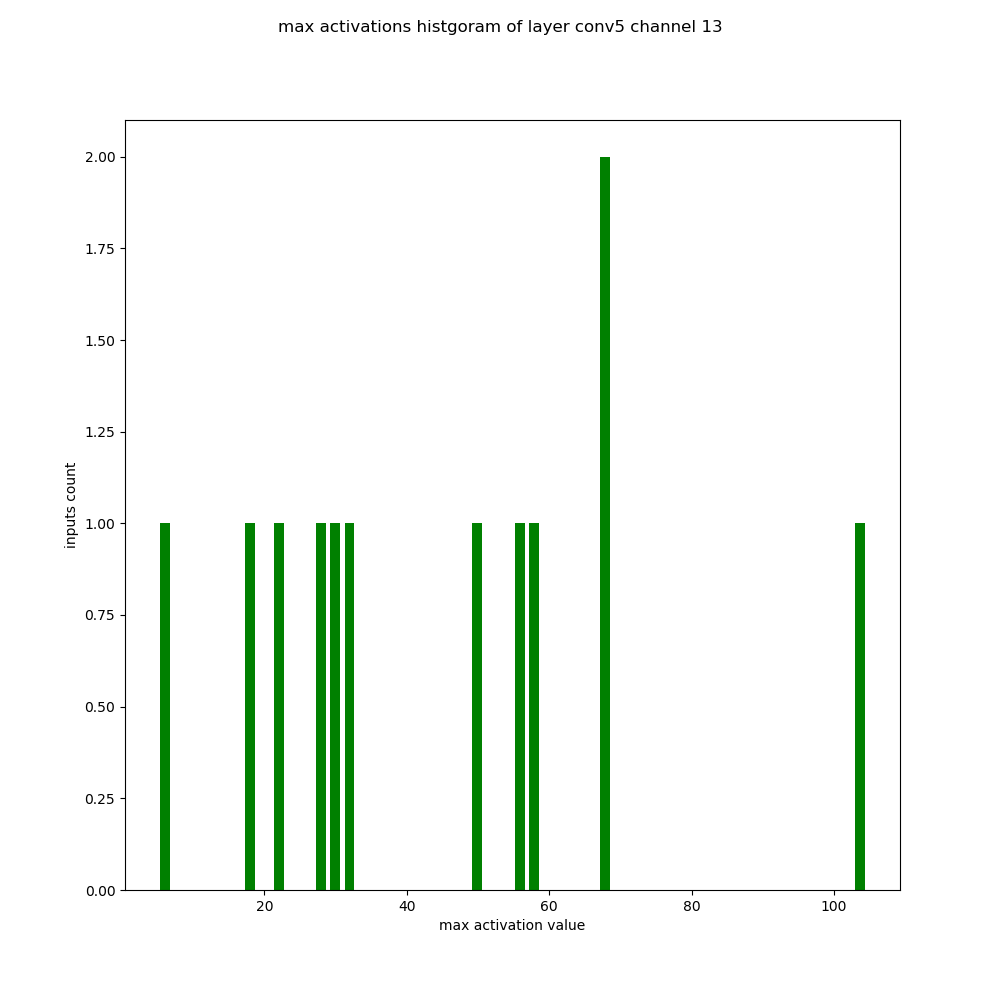 max activations histgoram of layer conv5 channel 13
2.00
1.75
1.50
1.25
1.00
0.75
0.50
0.25
0.00
inputs count
20 40 60 80 100
max activation value